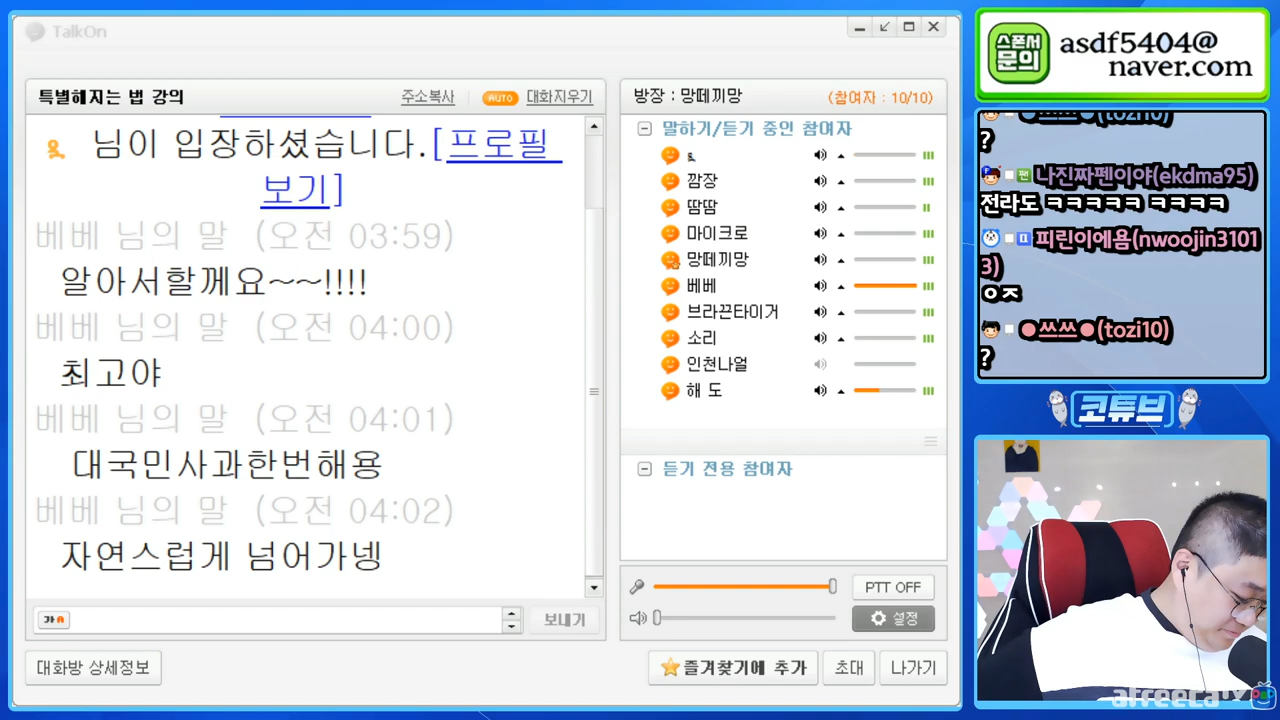 TalkOn
특별해지는 법 강의
주소복사
AUTO 대화지우기
님이 입장하셨습니다.[프로필
보기]
베베 님의 말 (오전 03:59)
알아서할께요~~!!!!
베베 님의 말 (오전 04:00)
최고야
베베 님의 말 (오전 04:01)
대국민사과한번해용
베베 님의 말 (오전 04:02)
자연스럽게 넘어가넹
가A
보내기
대화방 상세정보
방장 : 망떼끼망
(참여자 : 10/10)
말하기/듣기 중인 참여자
깜장
땀땀
마이크로
망떼끼망
베베
브라끈타이거
소리
인천나얼
해 도
듣기 전용 참여자
PTT OFF
설정
즐겨찾기에 추가
초대
나가기
스폰서
문의
asdf5404@
naver.com
●쓰쓰●(tozi10)
?
팬 나진짜펜이야(ekdma95)
전라도 ㅋㅋㅋㅋㅋ ㅋㅋㅋㅋ
피린이에욤(nwoojin3101
3)
ㅇㅈ
●쓰쓰●(tozi10)
?
코튜브
afreecaTV